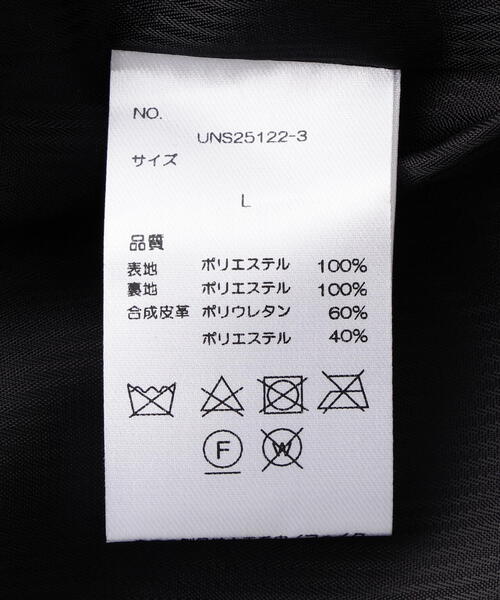 NO.
UNS25122-3
サイズ
L
品質
表地 ポリエステル 100%
裏地 ポリエステル 100%
合成皮革 ポリウレタン 60%
ポリエステル 40%
F
W